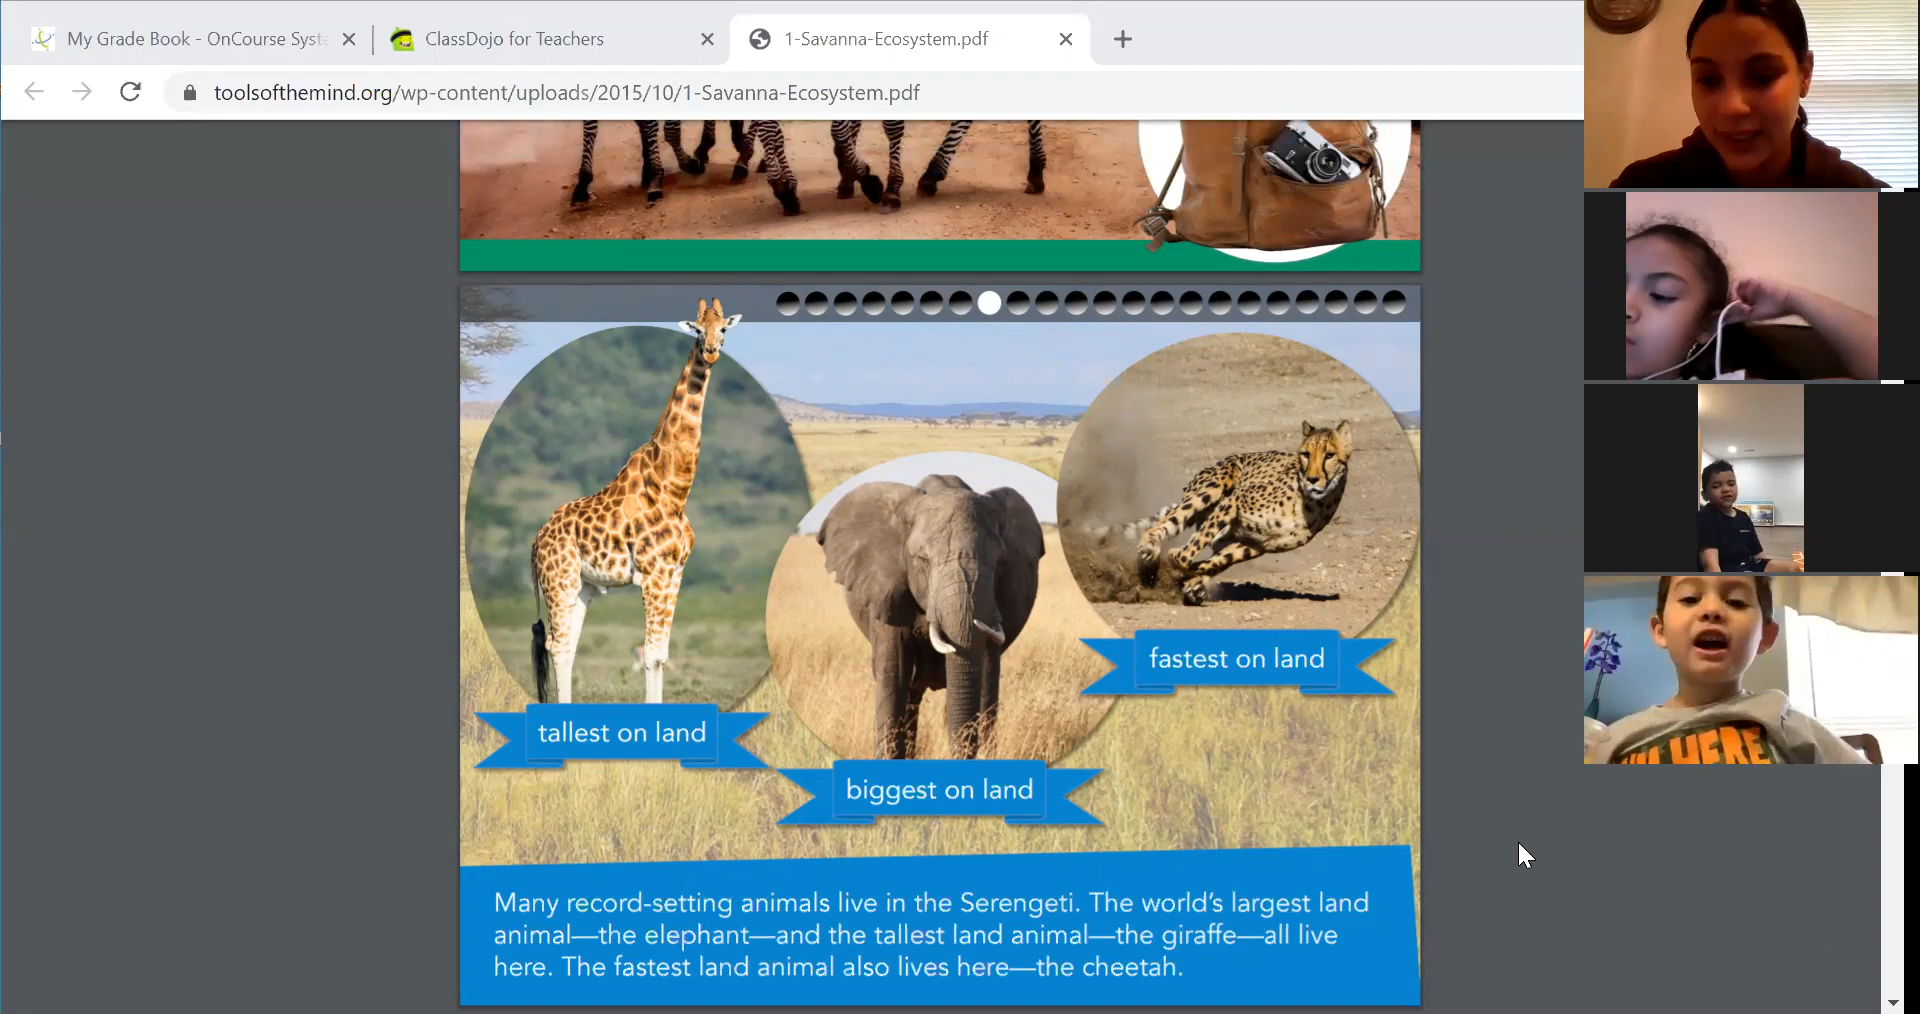 My Grade Book - OnCourse Syste
ClassDojo for Teachers
1-Savanna-Ecosystem.pdf
toolsofthemind.org/wp-content/uploads/2015/10/1-Savanna-Ecosystem.pdf
tallest on land
biggest on land
fastest on land
Many record-setting animals live in the Serengeti. The world's largest land
animal—the elephant—and the tallest land animal—the giraffe—all live
here. The fastest land animal also lives here—the cheetah.
HERE